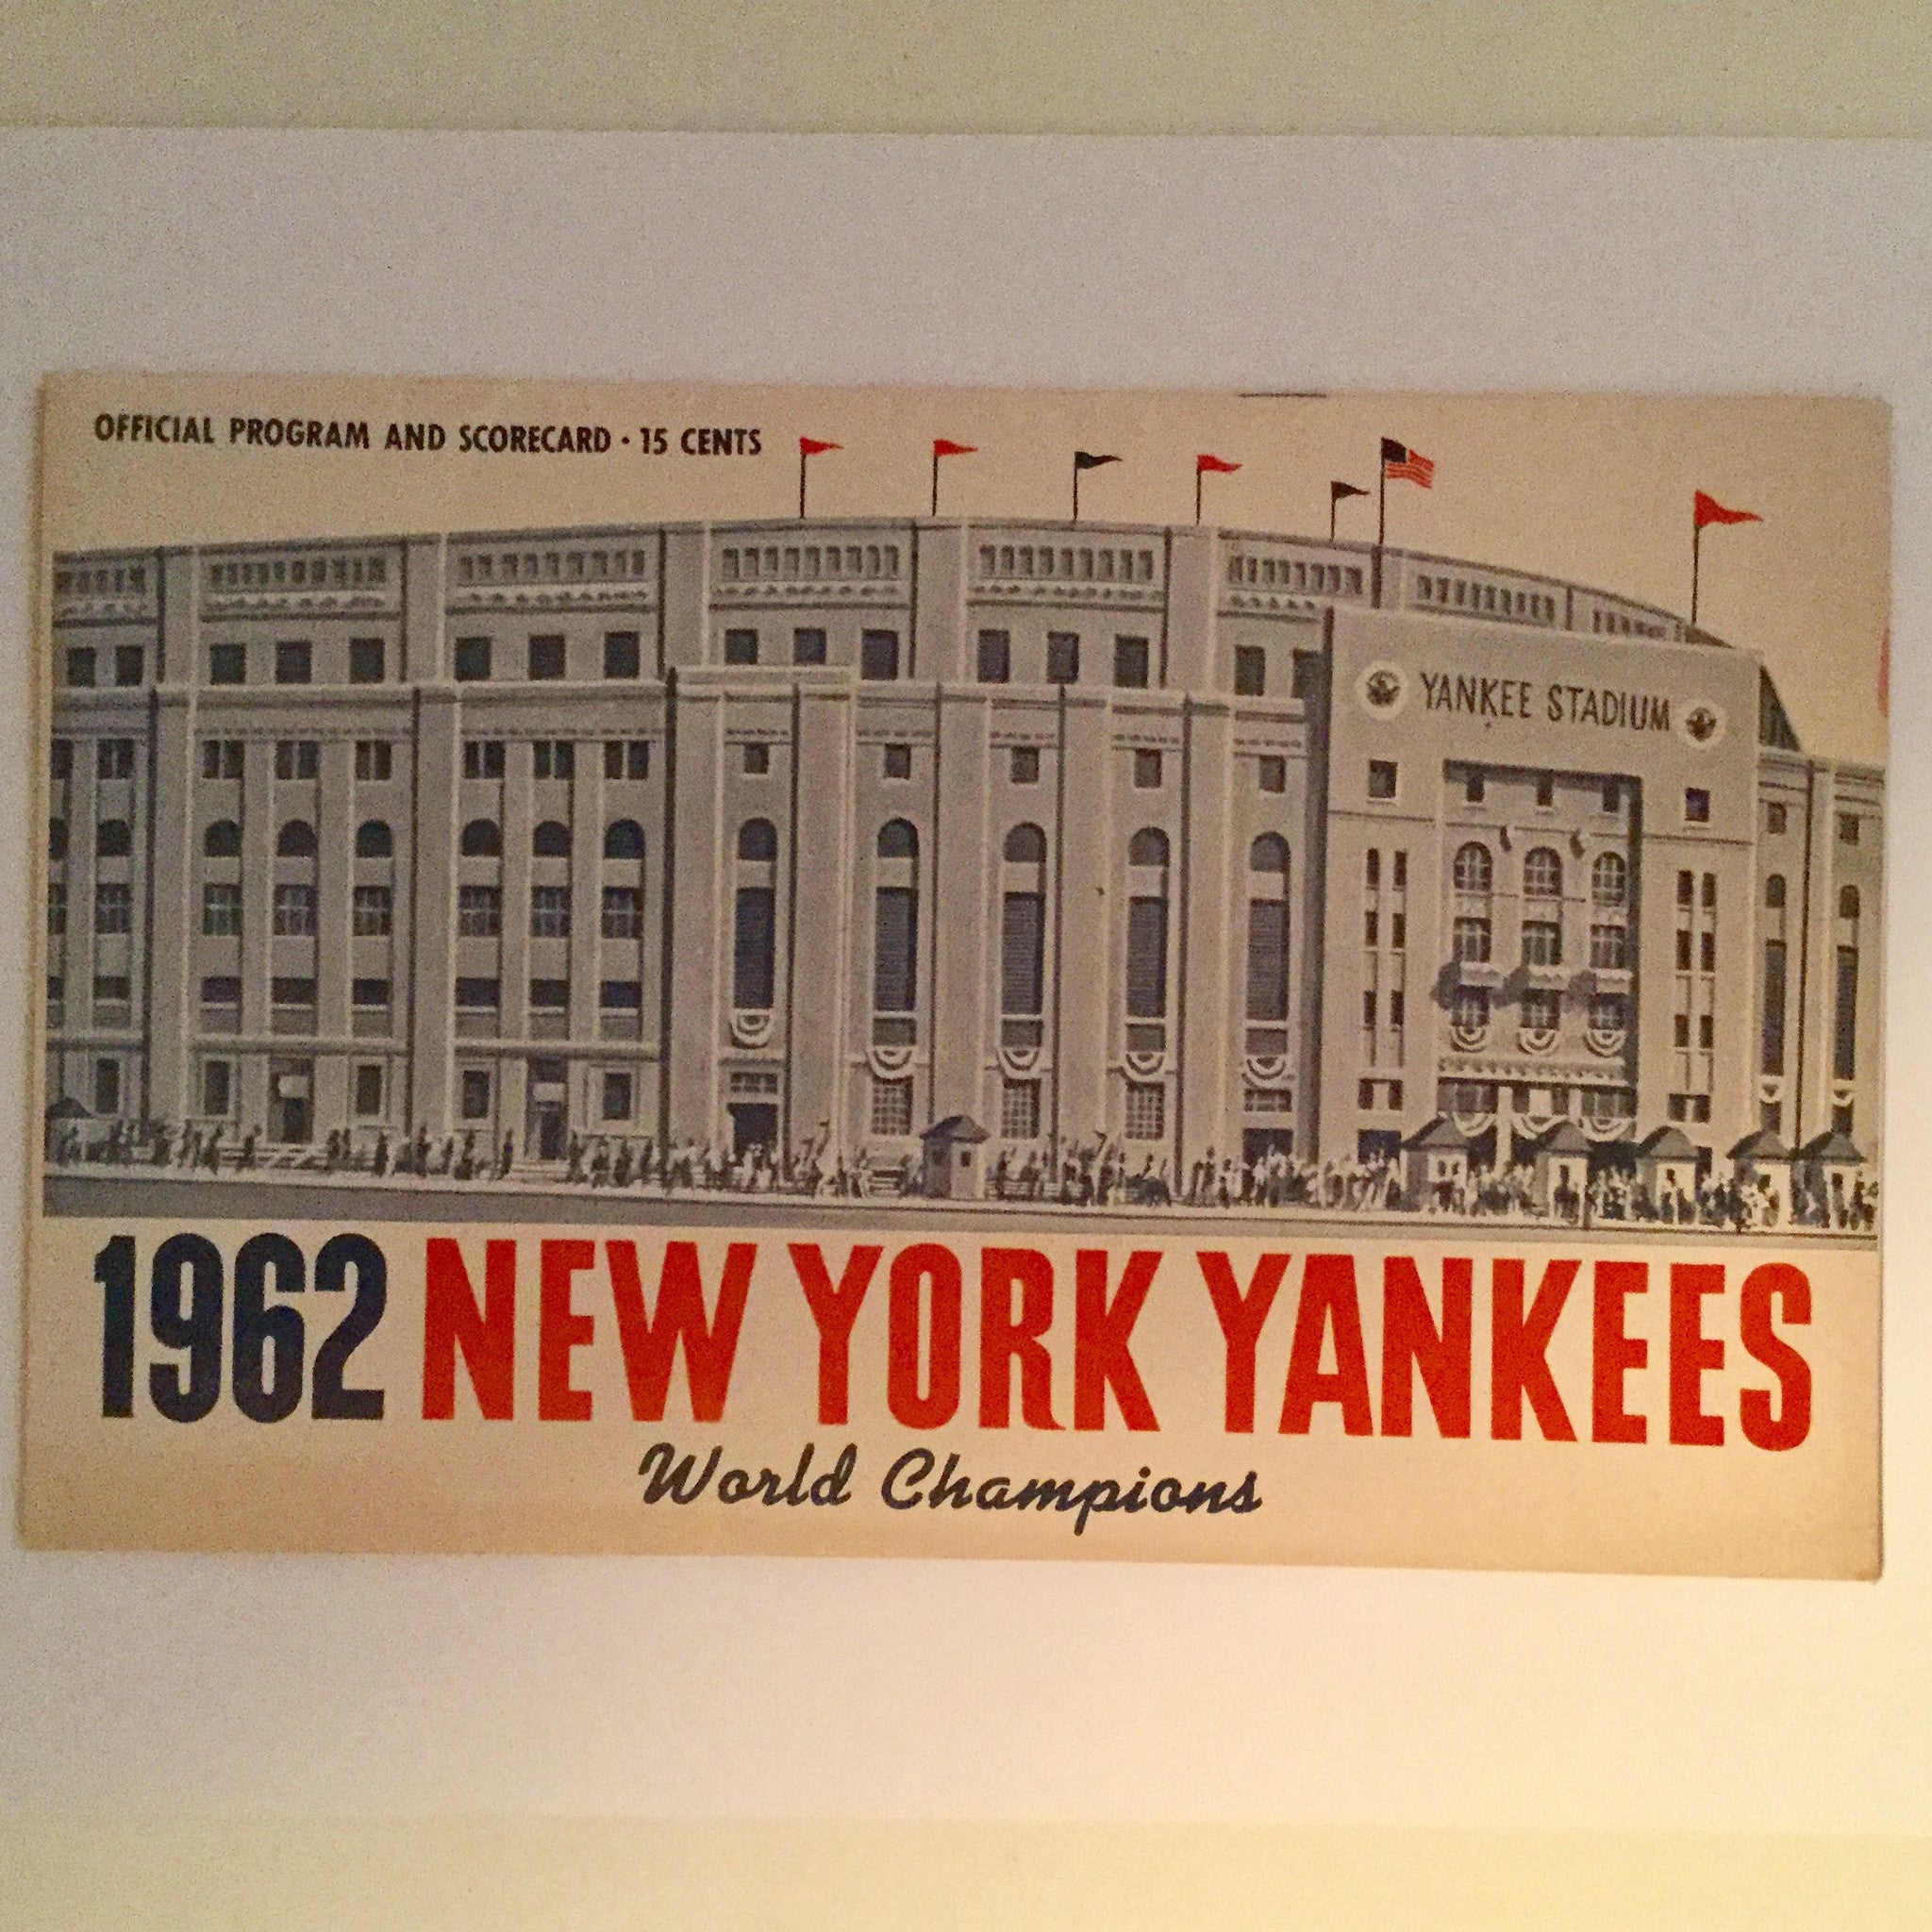 OFFICIAL PROGRAM AND SCORECARD · 15 CENTS
YANKEE STADIUM
1962 NEW YORK YANKEES
World Champions